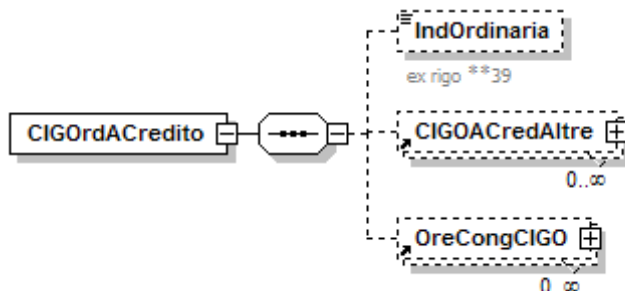 IndOrdinaria
ex rigo **39
CIGOrdACredito
CIGOACredAltre
0..∞
OreCongCIGO
0..∞